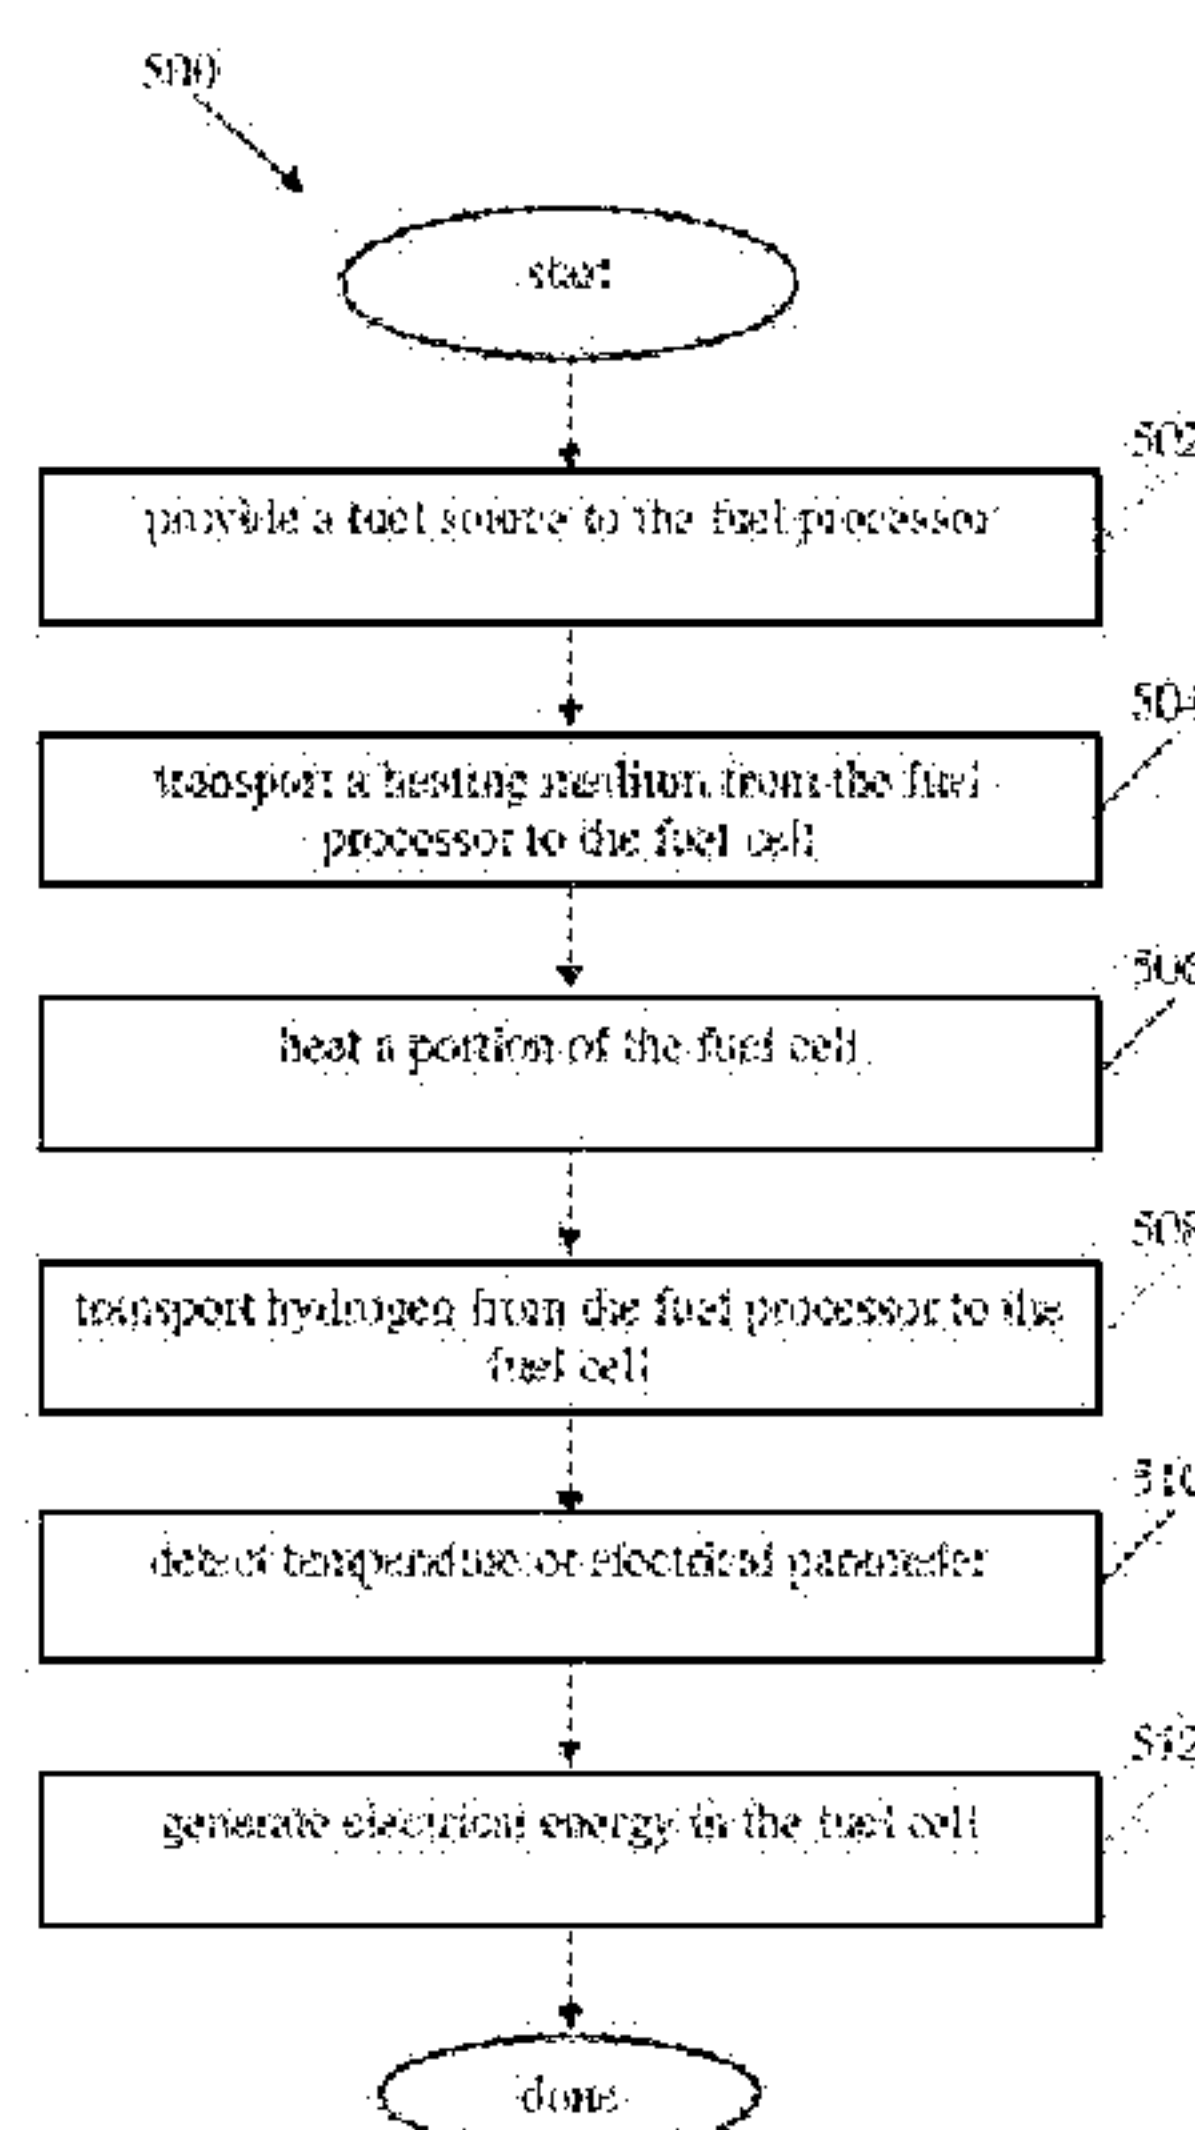 500
start
502
provide a fuel source to the fuel processor
504
transport a heating medium from the fuel
processor to the fuel cell
506
heat a portion of the fuel cell
508
transport hydrogen from the fuel processor to the
fuel cell
510
detect temperature or electrical parameter
512
generate electrical energy in the fuel cell
done